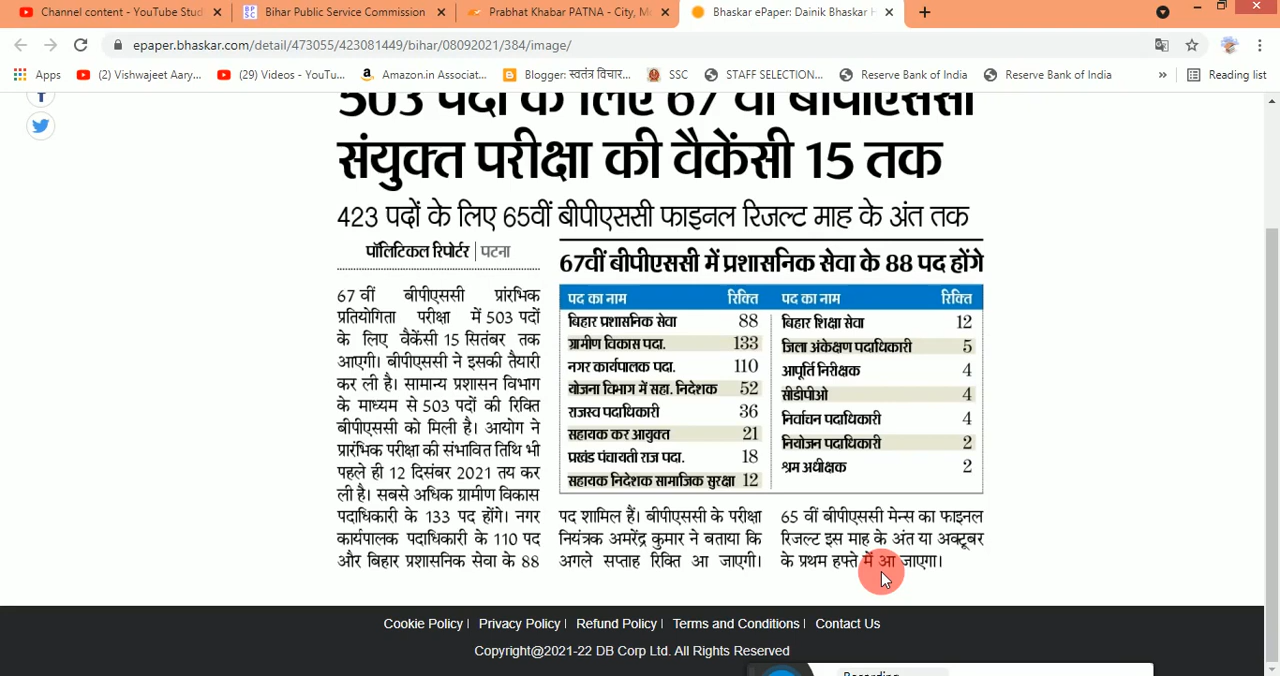 Channel content - YouTube Stud
Bihar Public Service Commission
Prabhat Khabar PATNA - City, Me
Bhaskar ePaper: Dainik Bhaskar H
epaper.bhaskar.com/detail/473055/423081449/bihar/08092021/384/image/
Apps
(2) Vishwajeet Aary...
(29) Videos - YouTu...
Amazon.in Associat...
Blogger: स्वतंत्र विचार...
SSC
STAFF SELECTION...
Reserve Bank of India
Reserve Bank of India
»
Reading list
503 पदों के लिए 67 वीं बीपीएससी
संयुक्त परीक्षा की वैकेंसी 15 तक
423 पदों के लिए 65वीं बीपीएससी फाइनल रिजल्ट माह के अंत तक
पॉलिटिकल रिपोर्टर | पटना
67 वीं बीपीएससी प्रारंभिक
प्रतियोगिता परीक्षा में 503 पदों
के लिए वैकेंसी 15 सितंबर तक
आएगी। बीपीएससी ने इसकी तैयारी
कर ली है। सामान्य प्रशासन विभाग
के माध्यम से 503 पदों की रिक्ति
बीपीएससी को मिली है। आयोग ने
प्रारंभिक परीक्षा की संभावित तिथि भी
पहले ही 12 दिसंबर 2021 तय कर
ली है। सबसे अधिक ग्रामीण विकास
पदाधिकारी के 133 पद होंगे। नगर
कार्यपालक पदाधिकारी के 110 पद
और बिहार प्रशासनिक सेवा के 88
67वीं बीपीएससी में प्रशासनिक सेवा के 88 पद होंगे
पद का नाम रिक्ति
बिहार प्रशासनिक सेवा 88
ग्रामीण विकास पदा. 133
नगर कार्यपालक पदा. 110
योजना विभाग में सहा. निदेशक 52
राजस्व पदाधिकारी 36
सहायक कर आयुक्त 21
प्रखंड पंचायती राज पदा. 18
सहायक निदेशक सामाजिक सुरक्षा 12
पद का नाम रिक्ति
बिहार शिक्षा सेवा 12
जिला अंकेक्षण पदाधिकारी 5
आपूर्ति निरीक्षक 4
सीडीपीओ 4
निर्वाचन पदाधिकारी 4
नियोजन पदाधिकारी 2
श्रम अधीक्षक 2
पद शामिल हैं। बीपीएससी के परीक्षा
नियंत्रक अमरेंद्र कुमार ने बताया कि
अगले सप्ताह रिक्ति आ जाएगी।
65 वीं बीपीएससी मेन्स का फाइनल
रिजल्ट इस माह के अंत या अक्टूबर
के प्रथम हफ्ते में आ जाएगा।
Cookie Policy | Privacy Policy | Refund Policy | Terms and Conditions | Contact Us
Copyright@2021-22 DB Corp Ltd. All Rights Reserved
Recording